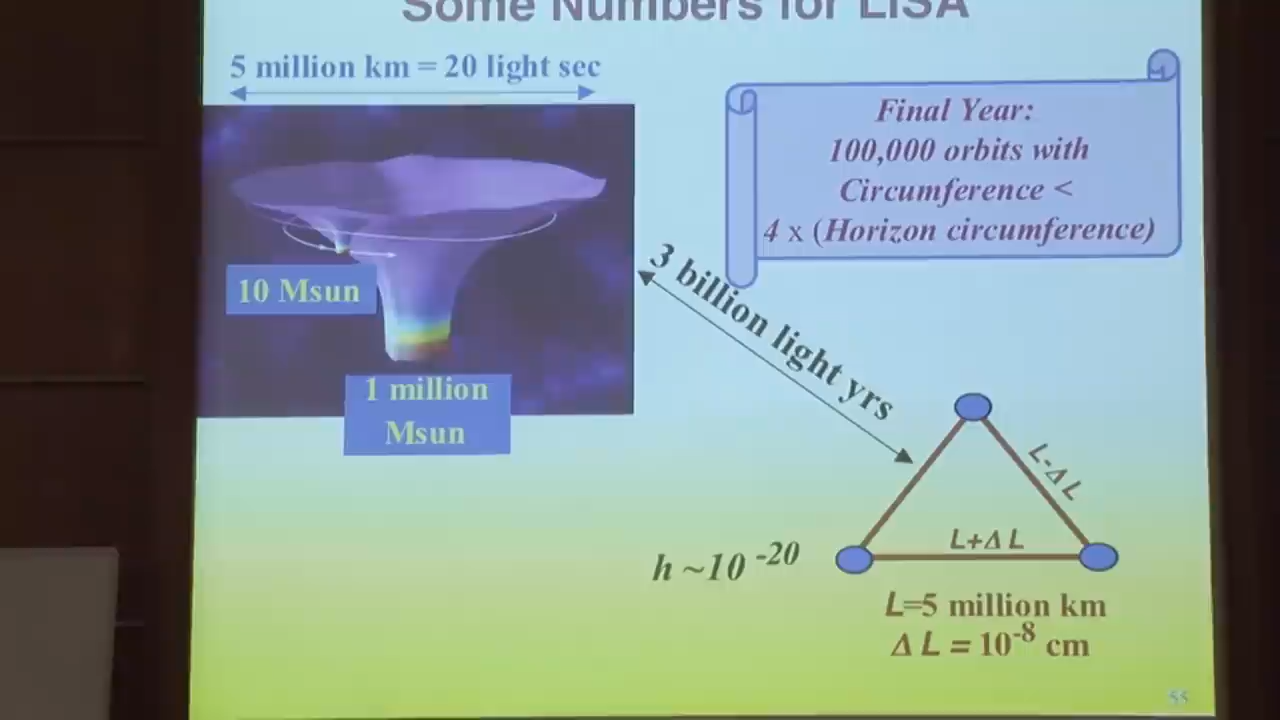 Some Numbers for LISA
5 million km = 20 light sec
Final Year:
100,000 orbits with
Circumference <
4 x (Horizon circumference)
3 billion light yrs
10 Msun
1 million
Msun
L-Δ L
L+Δ L
h ~10 -20
L=5 million km
Δ L = 10-8 cm
55